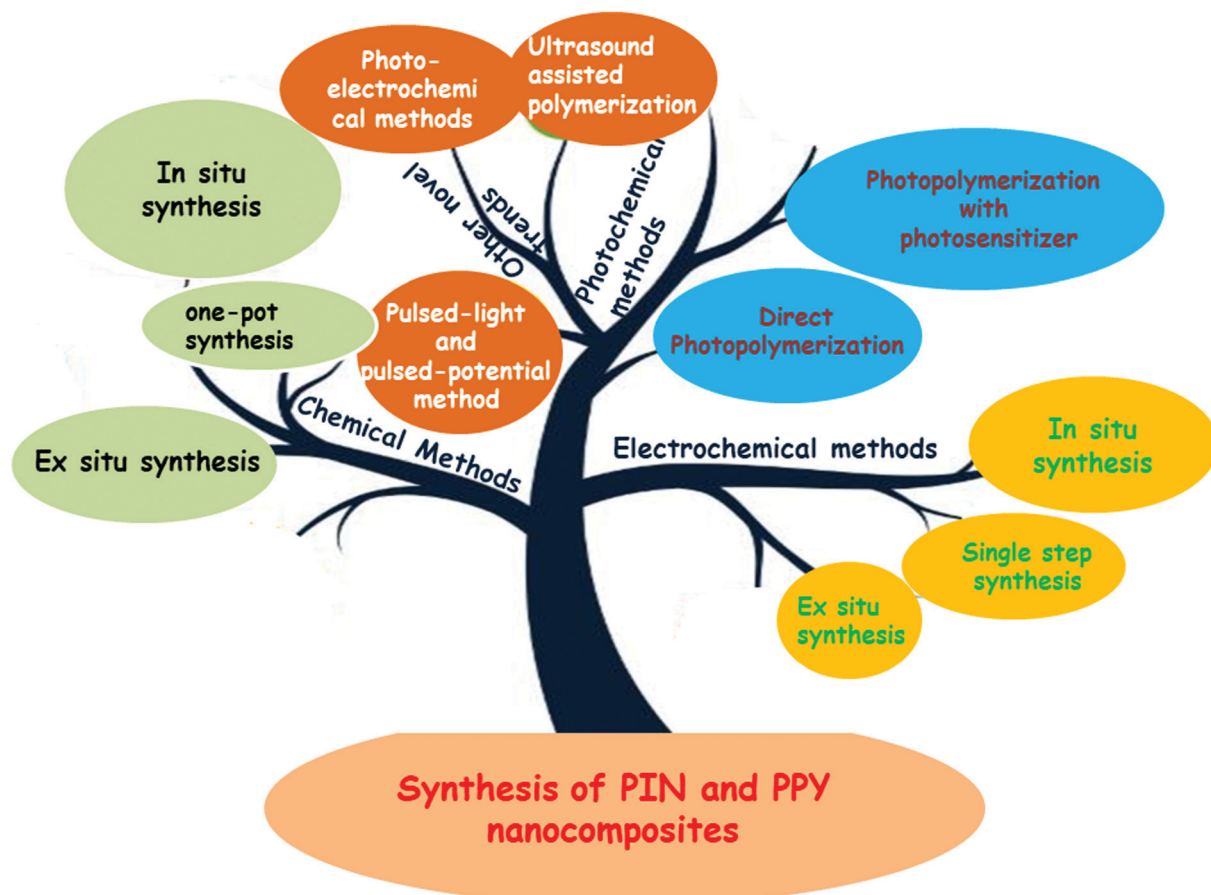 Photo-
electrochemi
cal methods
Ultrasound
assisted
polymerization
In situ
synthesis
Other novel
trends
Photochemical
methods
Photopolymerization
with
photosensitizer
one-pot
synthesis
Pulsed-light
and
pulsed-potential
method
Direct
Photopolymerization
Chemical Methods
Ex situ synthesis
Electrochemical methods
In situ
synthesis
Single step
synthesis
Ex situ
synthesis
Synthesis of PIN and PPY
nanocomposites